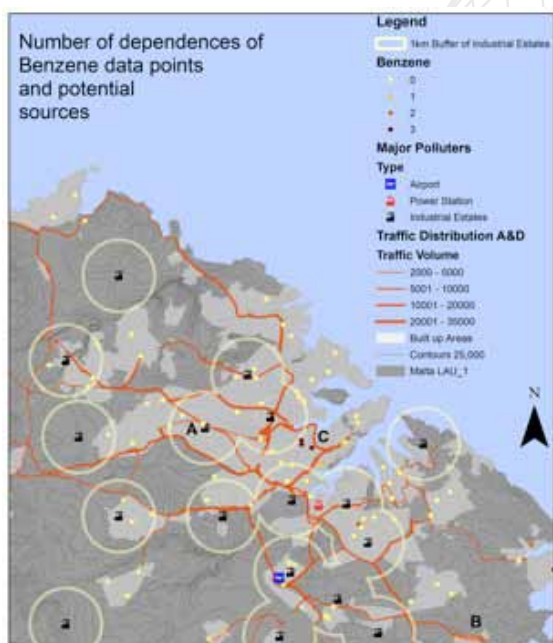 Number of dependences of
Benzene data points
and potential
sources
Legend
1km Buffer of Industrial Estates
Benzene
0
1
2
3
Major Polluters
Type
Airport
Power Station
Industrial Estates
Traffic Distribution A&D
Traffic Volume
2000 - 5000
5001 - 10000
10001 - 20000
20001 - 35000
Built up Areas
Contours 25,000
Malta LAU_1
N
A
C
B